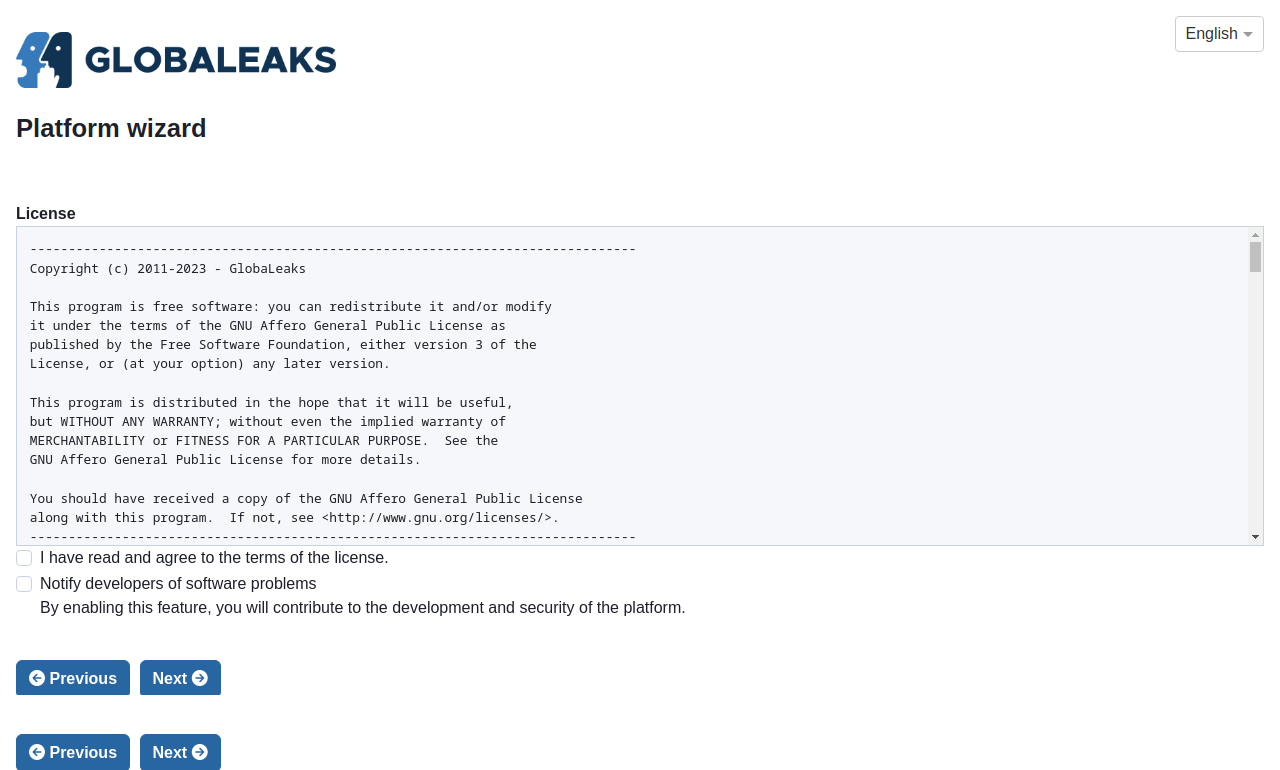 GLOBALEAKS
English
Platform wizard
License
-------------------------------------------------------------------------------
Copyright (c) 2011-2023 - GlobaLeaks
This program is free software: you can redistribute it and/or modify
it under the terms of the GNU Affero General Public License as
published by the Free Software Foundation, either version 3 of the
License, or (at your option) any later version.
This program is distributed in the hope that it will be useful,
but WITHOUT ANY WARRANTY; without even the implied warranty of
MERCHANTABILITY or FITNESS FOR A PARTICULAR PURPOSE.  See the
GNU Affero General Public License for more details.
You should have received a copy of the GNU Affero General Public License
along with this program.  If not, see <http://www.gnu.org/licenses/>.
-------------------------------------------------------------------------------
I have read and agree to the terms of the license.
Notify developers of software problems
By enabling this feature, you will contribute to the development and security of the platform.
Previous Next
Previous Next